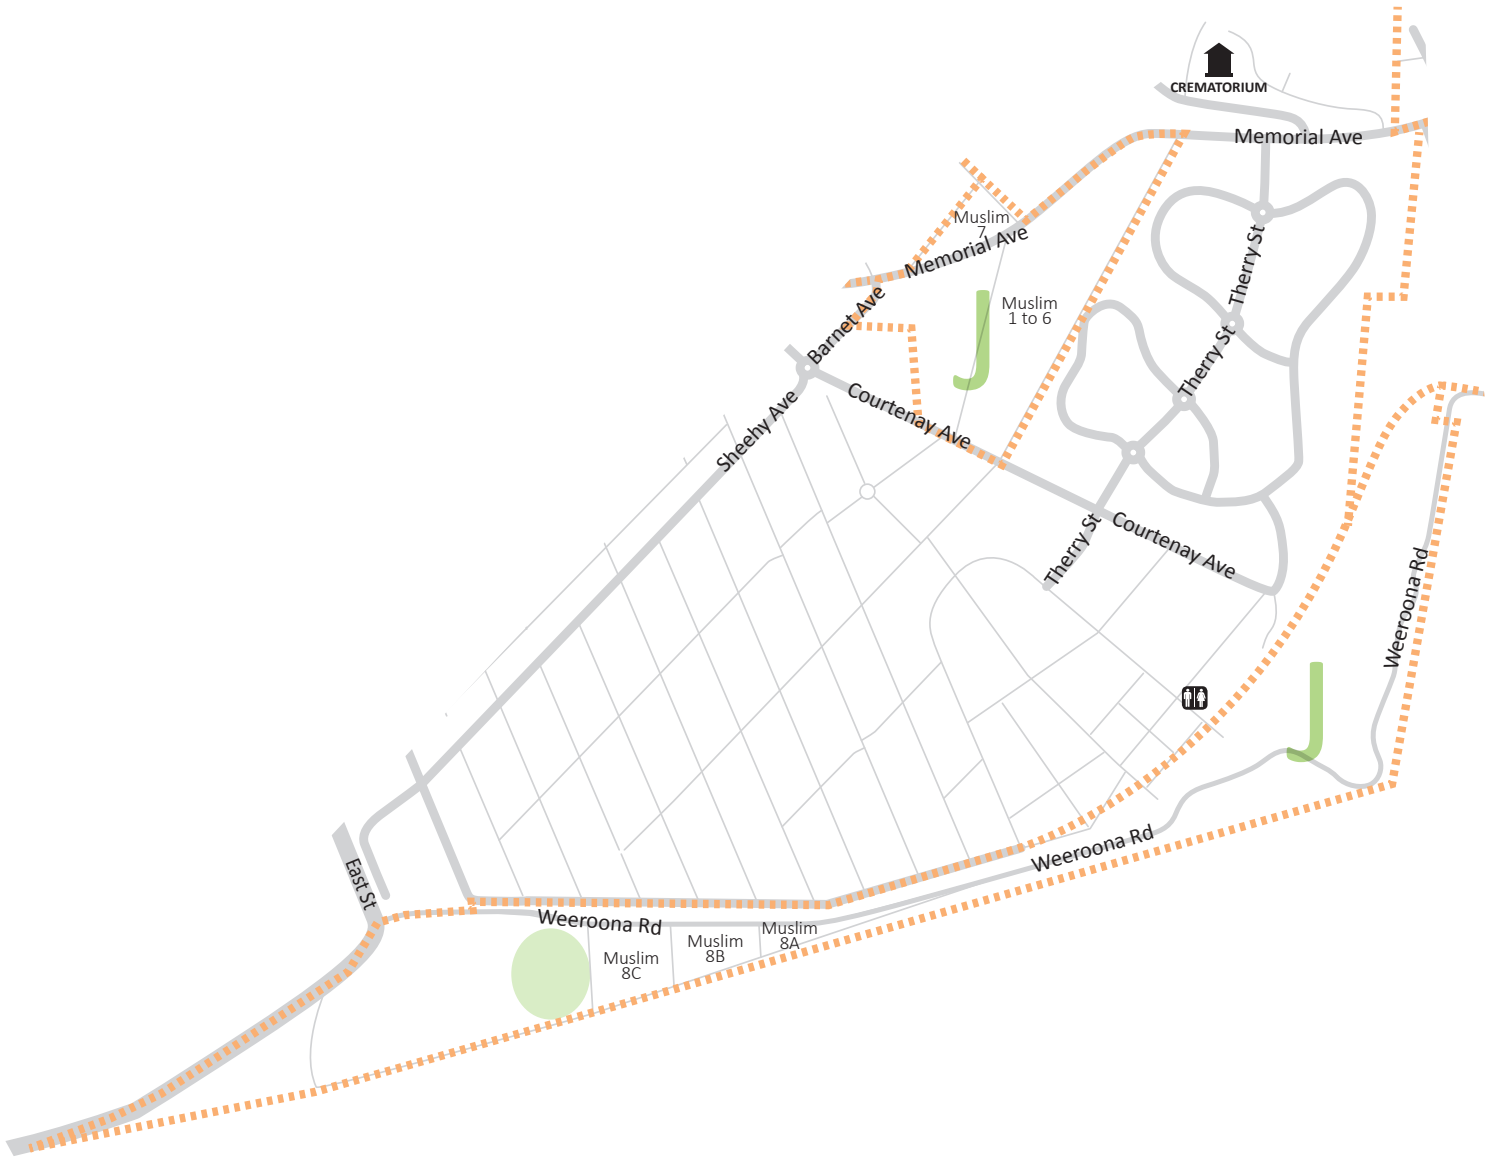 CREMATORIUM
Memorial Ave
Muslim
7
Memorial Ave
Therry St
Barnet Ave
Muslim
1 to 6
J
Therry St
Courtenay Ave
Sheehy Ave
Courtenay Ave
Therry St
Weeroona Rd
J
Weeroona Rd
East St
Weeroona Rd
Muslim
8A
Muslim
8B
Muslim
8C